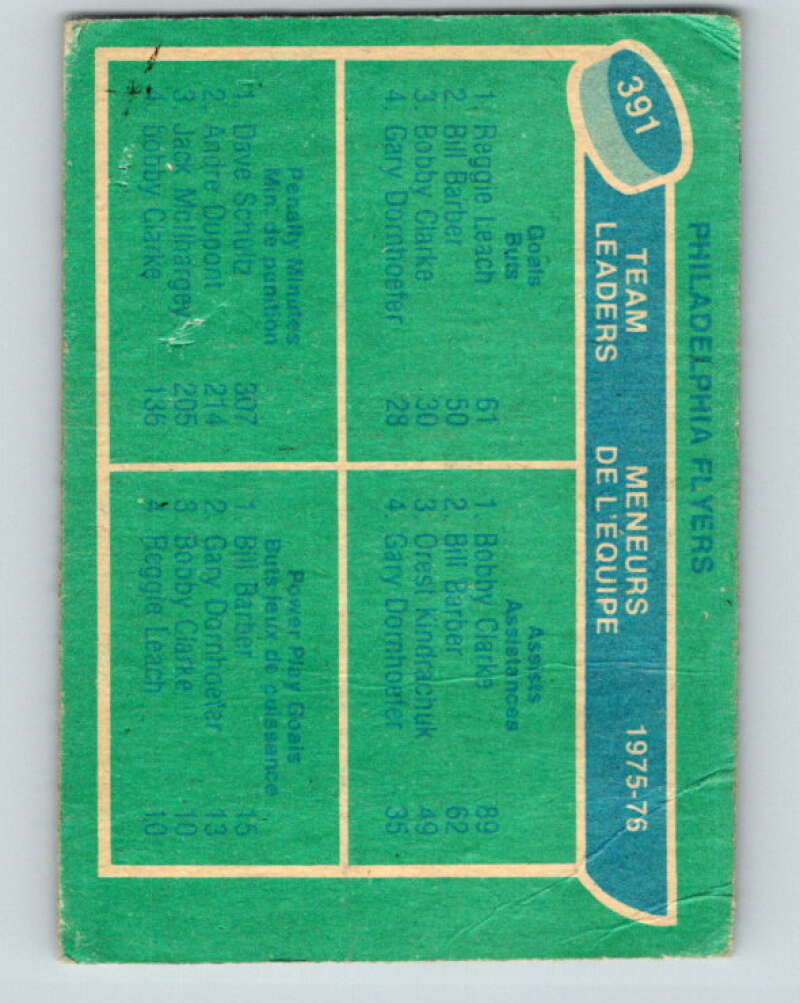 PHILADELPHIA FLYERS
391
TEAM LEADERS
MENEURS DE L'ÉQUIPE
1975-76
Goals
Buts
1. Reggie Leach 61
2. Bill Barber 50
3. Bobby Clarke 30
4. Gary Dornhoefer 28
Assists
Assistances
1. Bobby Clarke 89
2. Bill Barber 62
3. Orest Kindrachuk 49
4. Gary Dornhoefer 35
Penalty Minutes
Min. de punition
1. Dave Schultz 307
2. Andre Dupont 214
3. Jack McIlhargey 205
4. Bobby Clarke 136
Power Play Goals
Buts jeux de puissance
1. Bill Barber 15
2. Gary Dornhoefer 13
3. Bobby Clarke 10
4. Reggie Leach 10